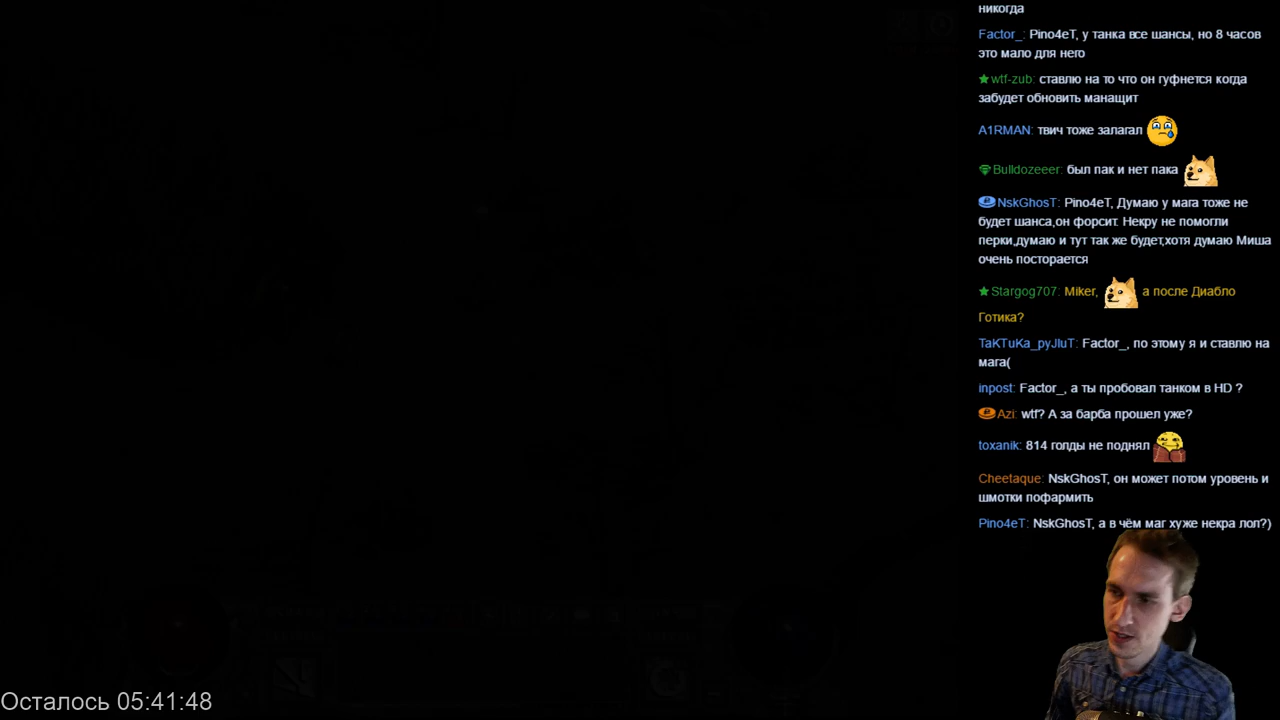 никогда
Factor_: Pino4eT, у танка все шансы, но 8 часов
это мало для него
wtf-zub: ставлю на то что он гуфнется когда
забудет обновить манащит
A1RMAN: твич тоже залагал
Bulldozeeer: был пак и нет пака
NskGhosT: Pino4eT, Думаю у мага тоже не
будет шанса,он форсит. Некру не помогли
перки,думаю и тут так же будет,хотя думаю Миша
очень посторается
Stargog707: Miker, а после Диабло
Готика?
TaKTuKa_pyJIuT: Factor_, по этому я и ставлю на
мага(
inpost: Factor_, а ты пробовал танком в HD ?
Azi: wtf? А за барба прошел уже?
toxanik: 814 голды не поднял
Cheetaque: NskGhosT, он может потом уровень и
шмотки пофармить
Pino4eT: NskGhosT, а в чём маг хуже некра лол?)
Осталось 05:41:48